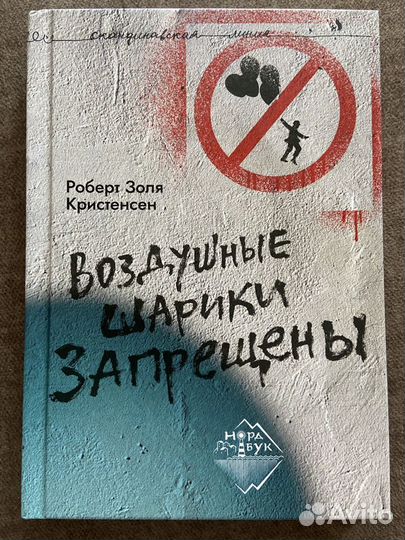 скандинавская линия
Роберт Золя
Кристенсен
ВОЗДУШНЫЕ
ШАРИКИ
ЗАПРЕЩЕНЫ
НОРД
БУК
Avito